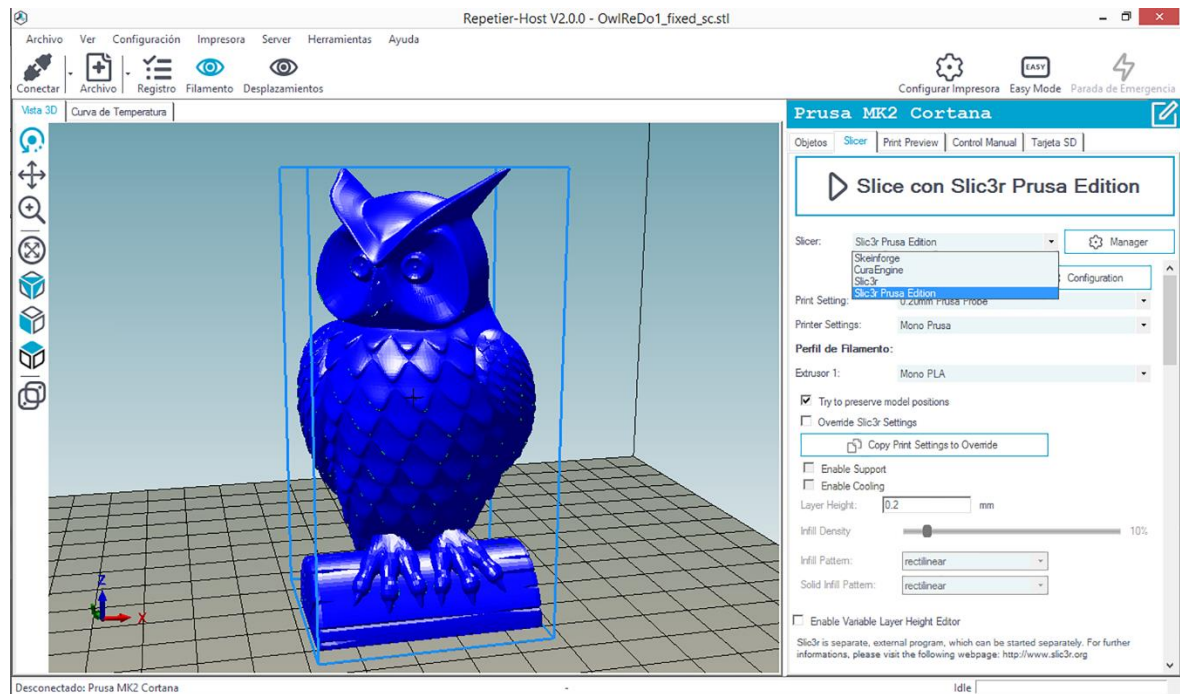 Repetier-Host V2.0.0 - OwlReDo1_fixed_sc.stl
Archivo Ver Configuración Impresora Server Herramientas Ayuda
Conectar Archivo Registro Filamento Desplazamientos Configurar Impresora EASY Easy Mode Parada de Emergencia
Vista 3D Curva de Temperatura
Prusa MK2 Cortana
Objetos Slicer Print Preview Control Manual Tarjeta SD
Slice con Slic3r Prusa Edition
Slicer: Slic3r Prusa Edition Manager
Skeinforge
CuraEngine
Slic3r
Slic3r Prusa Edition
Configuration
Print Setting: 0.20mm Prusa Probe
Printer Settings: Mono Prusa
Perfil de Filamento:
Extrusor 1: Mono PLA
Try to preserve model positions
Override Slic3r Settings
Copy Print Settings to Override
Enable Support
Enable Cooling
Layer Height: 0.2 mm
Infill Density 10%
Infill Pattern: rectilinear
Solid Infill Pattern: rectilinear
Enable Variable Layer Height Editor
Slic3r is separate, external program, which can be started separately. For further
informations, please visit the following webpage: http://www.slic3r.org
Z
X
Desconectado: Prusa MK2 Cortana - Idle